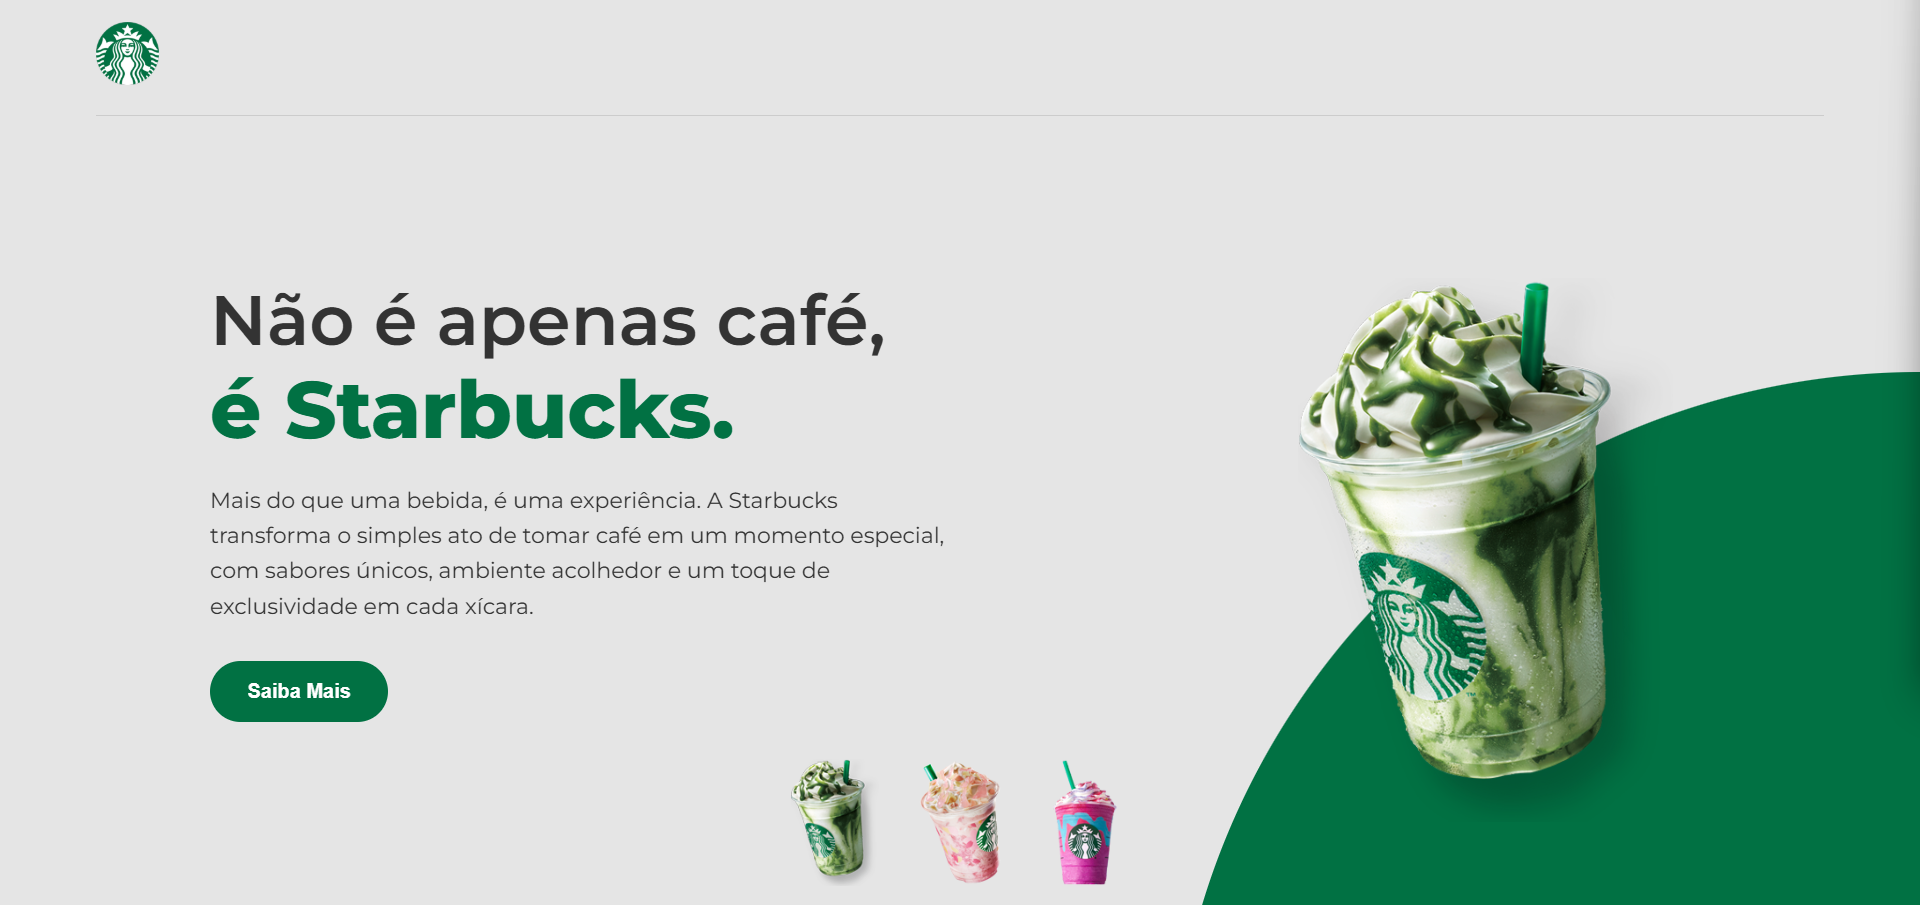 Não é apenas café,
é Starbucks.
Mais do que uma bebida, é uma experiência. A Starbucks
transforma o simples ato de tomar café em um momento especial,
com sabores únicos, ambiente acolhedor e um toque de
exclusividade em cada xícara.
Saiba Mais